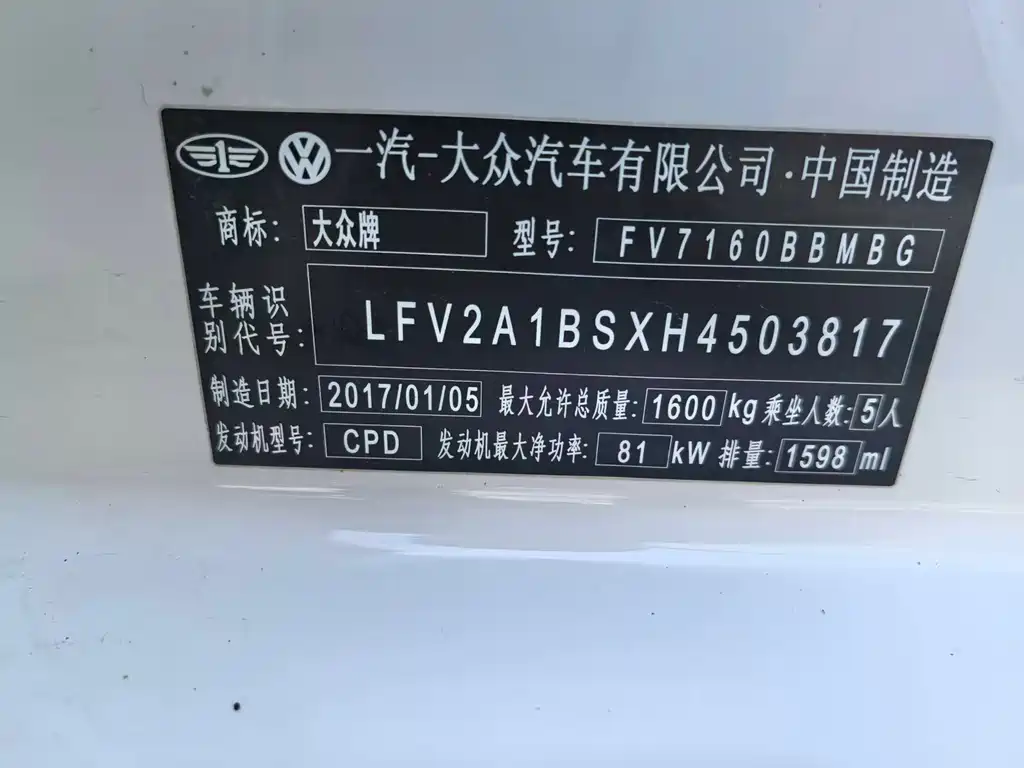 一汽-大众汽车有限公司·中国制造
商标: 大众牌 型号: FV7160BBMBG
车辆识别代号: LFV2A1BSXH4503817
制造日期: 2017/01/05 最大允许总质量: 1600 kg 乘坐人数: 5 人
发动机型号: CPD 发动机最大净功率: 81 kW 排量: 1598 ml